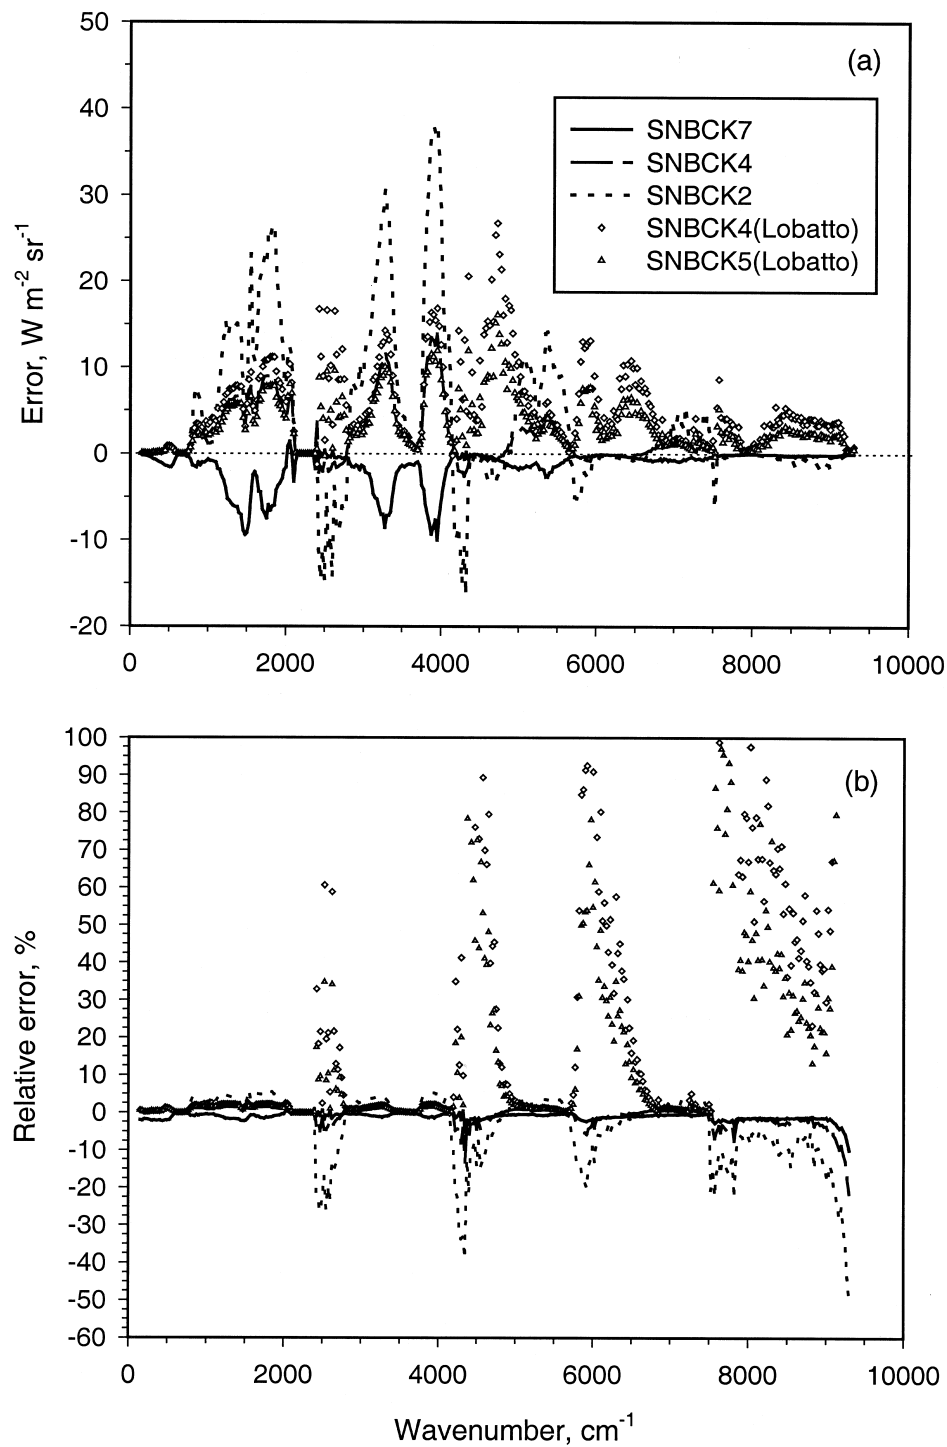 50
40
30
20
10
0
-10
-20
Error, W m-2 sr-1
(a)
SNBCK7
SNBCK4
SNBCK2
SNBCK4(Lobatto)
SNBCK5(Lobatto)
0 2000 4000 6000 8000 10000
100
90
80
70
60
50
40
30
20
10
0
-10
-20
-30
-40
-50
-60
Relative error, %
(b)
0 2000 4000 6000 8000 10000
Wavenumber, cm-1